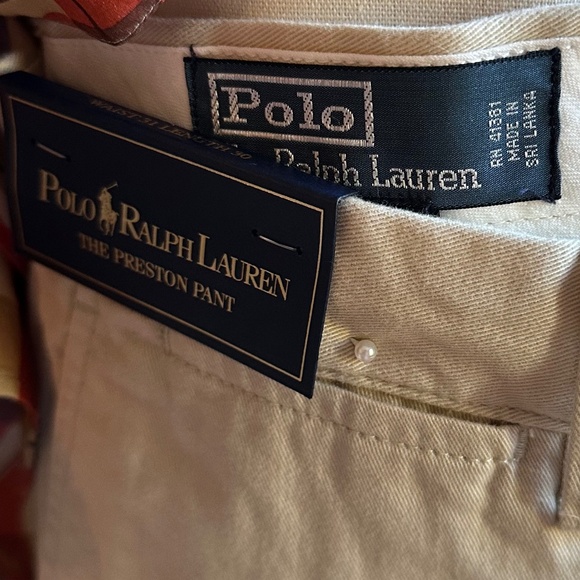 Polo
Ralph Lauren
RN 41381
MADE IN
SRI LANKA
POLO RALPH LAUREN
THE PRESTON PANT